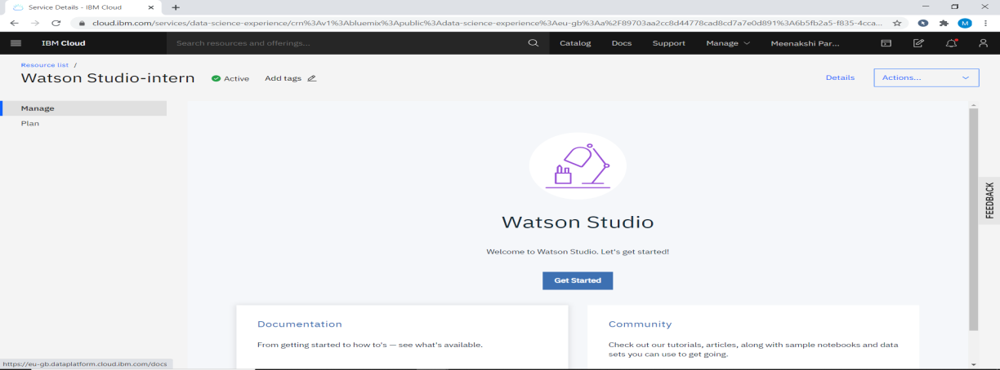 Service Details - IBM Cloud
cloud.ibm.com/services/data-science-experience/crn%3Av1%3Abluemix%3Apublic%3Adata-science-experience%3Aeu-gb%3Aa%2F89703aa2cc8d44778cad8cd7a7e0d891%3A6b5fb2a5-f835-4cca...
M
IBM Cloud
Search resources and offerings...
Catalog Docs Support Manage Meenakshi Par...
Resource list /
Watson Studio-intern Active Add tags Details Actions...
Manage
Plan
Watson Studio
Welcome to Watson Studio. Let's get started!
Get Started
FEEDBACK
Documentation
From getting started to how to's — see what's available.
Community
Check out our tutorials, articles, along with sample notebooks and data
sets you can use to get going.
https://eu-gb.dataplatform.cloud.ibm.com/docs